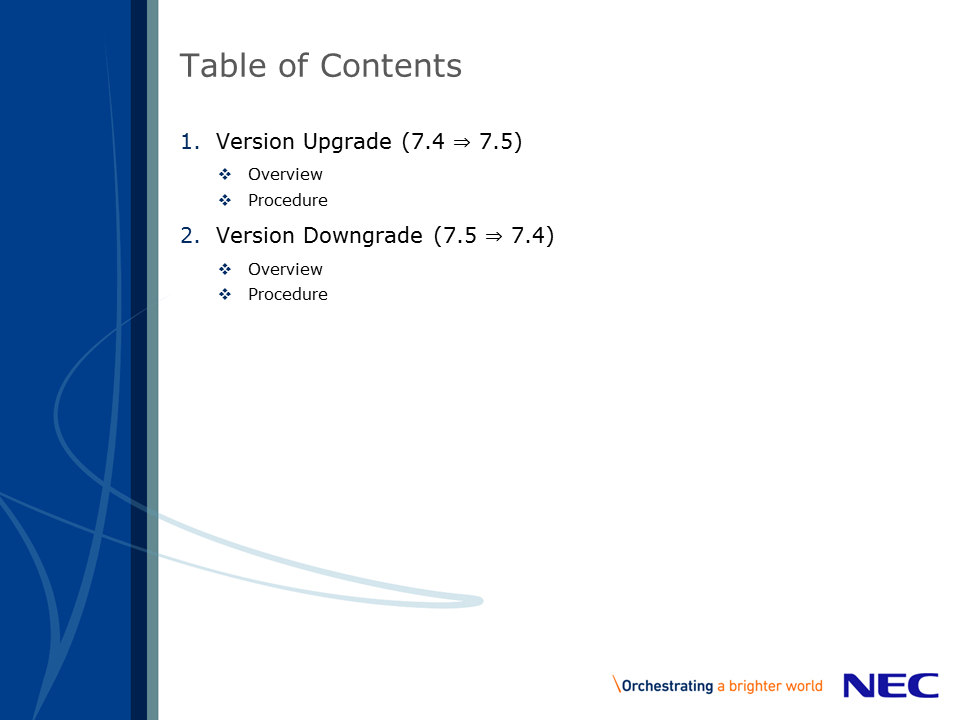 Table of Contents
1. Version Upgrade (7.4 ⇒ 7.5)
❖ Overview
❖ Procedure
2. Version Downgrade (7.5 ⇒ 7.4)
❖ Overview
❖ Procedure
\Orchestrating a brighter world NEC